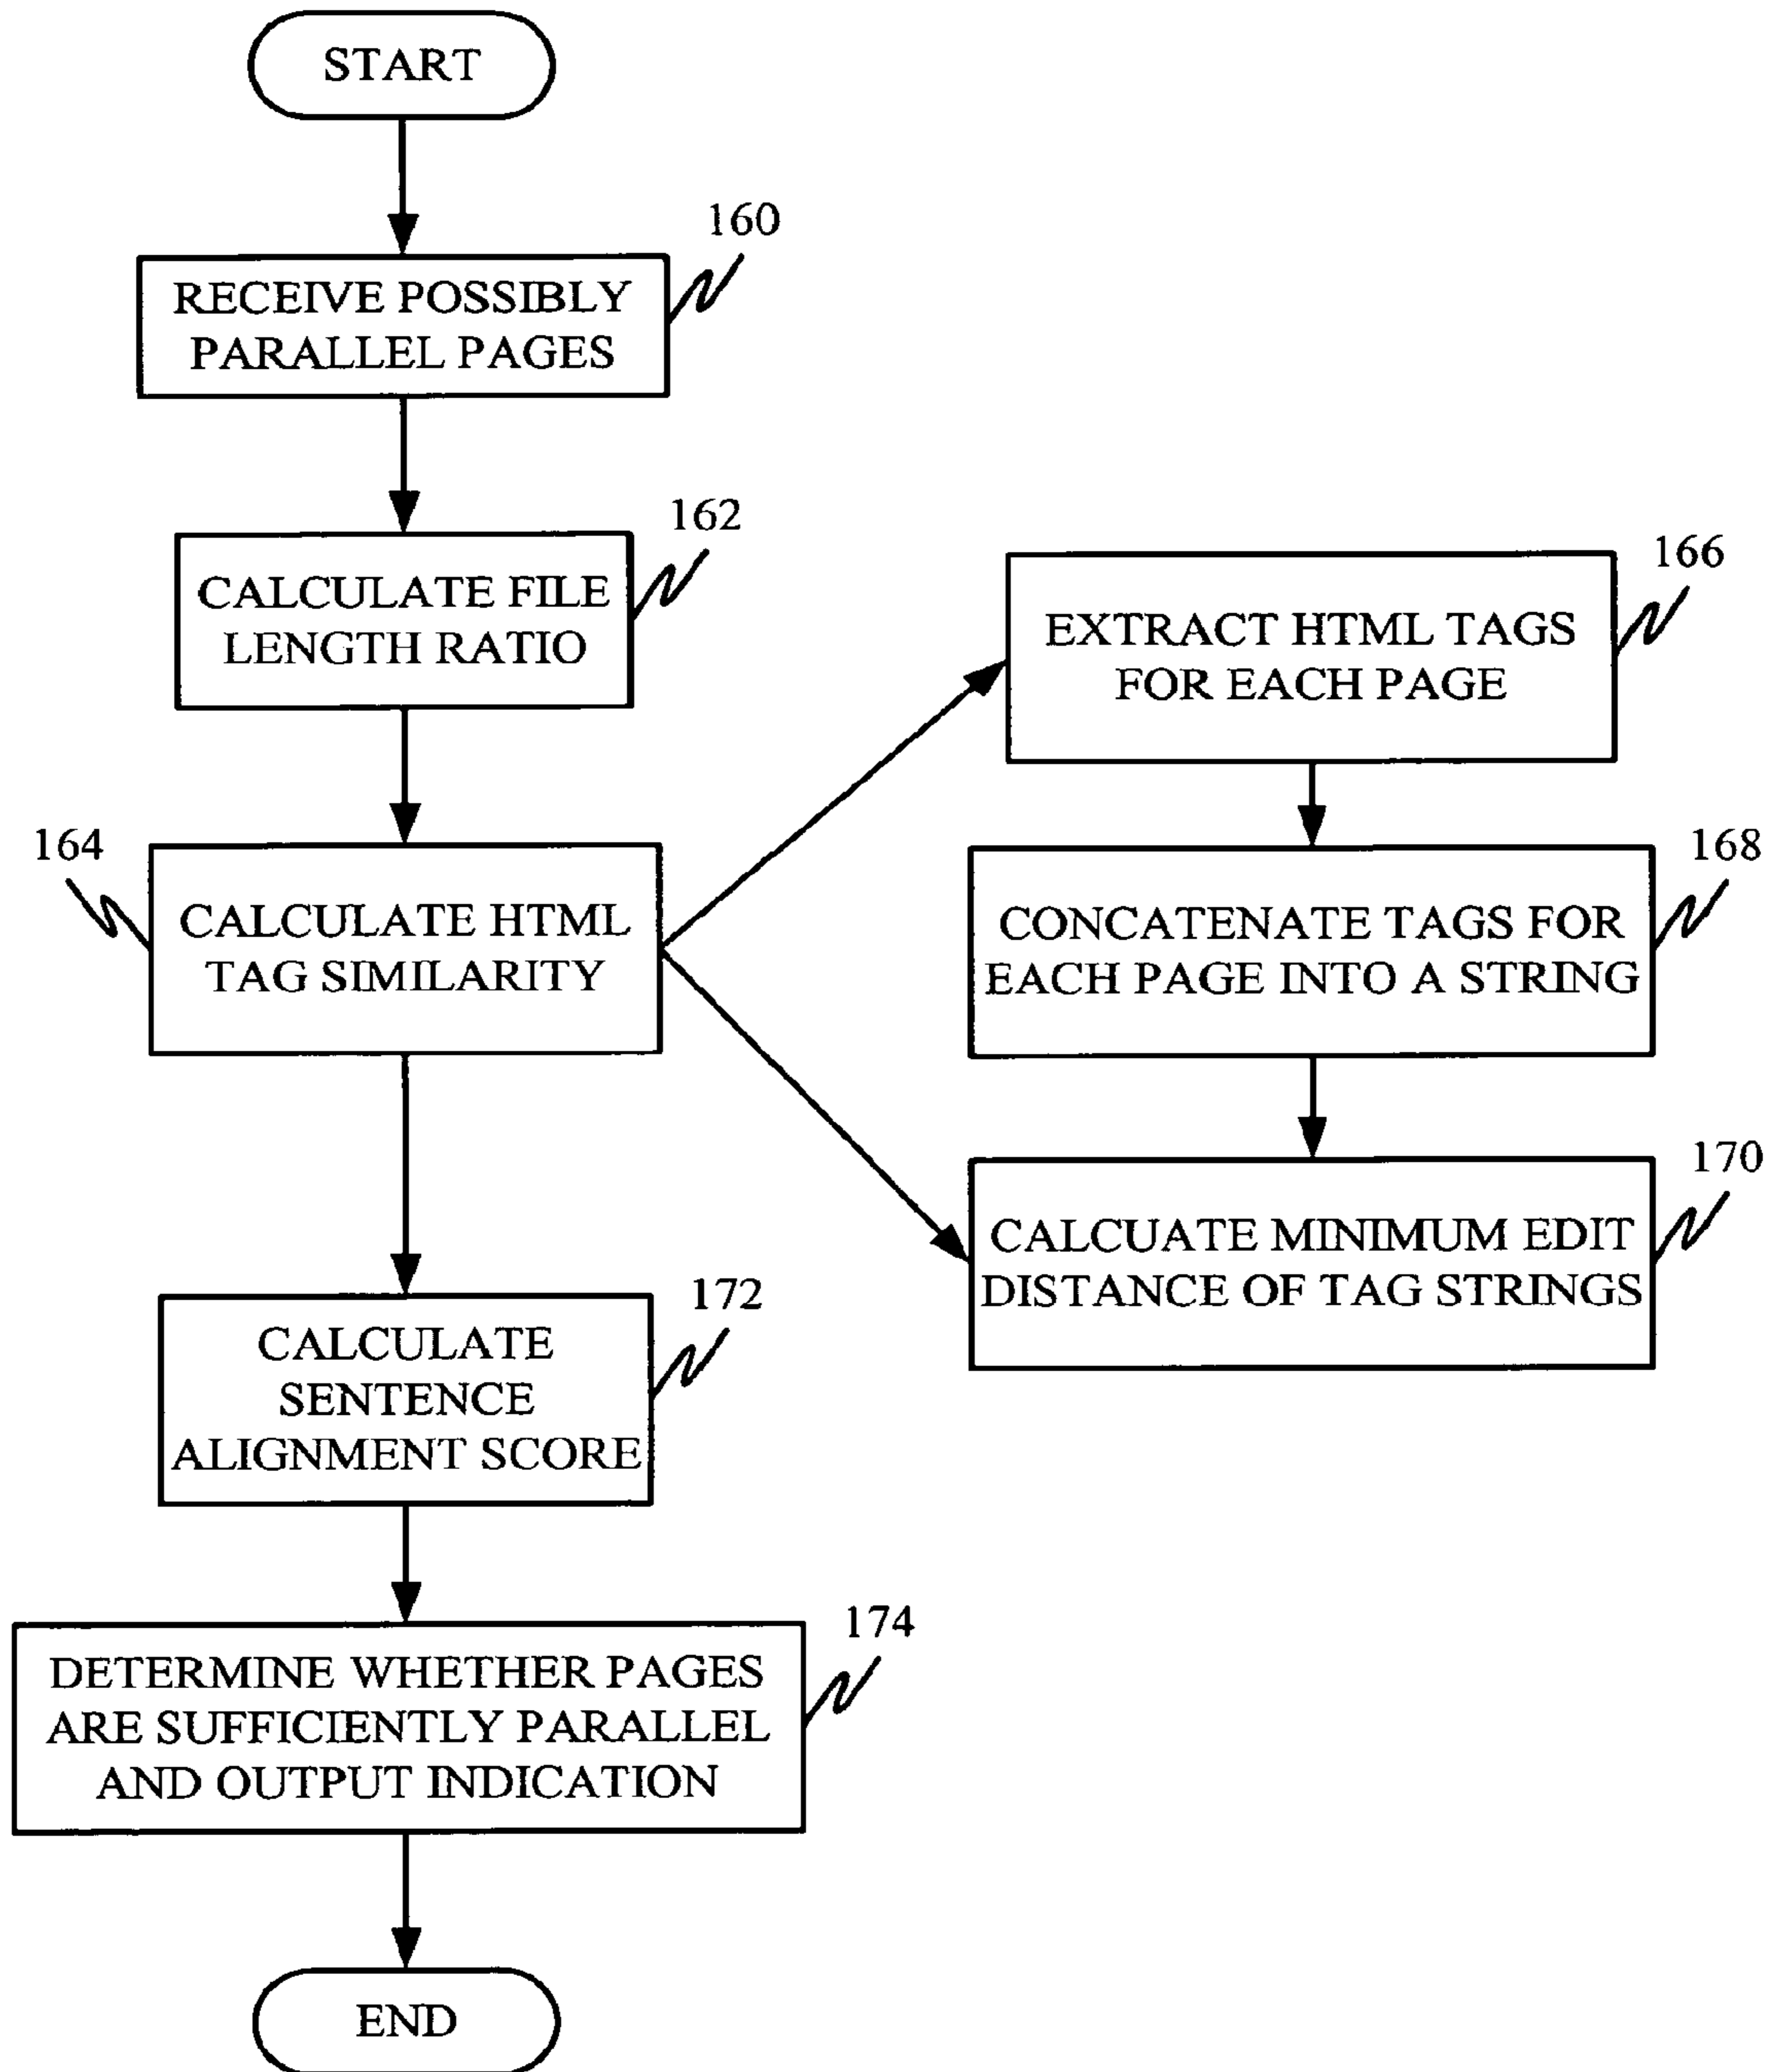 START
160
RECEIVE POSSIBLY
PARALLEL PAGES
162
CALCULATE FILE
LENGTH RATIO
164
CALCULATE HTML
TAG SIMILARITY
166
EXTRACT HTML TAGS
FOR EACH PAGE
168
CONCATENATE TAGS FOR
EACH PAGE INTO A STRING
170
CALCUATE MINIMUM EDIT
DISTANCE OF TAG STRINGS
172
CALCULATE
SENTENCE
ALIGNMENT SCORE
174
DETERMINE WHETHER PAGES
ARE SUFFICIENTLY PARALLEL
AND OUTPUT INDICATION
END